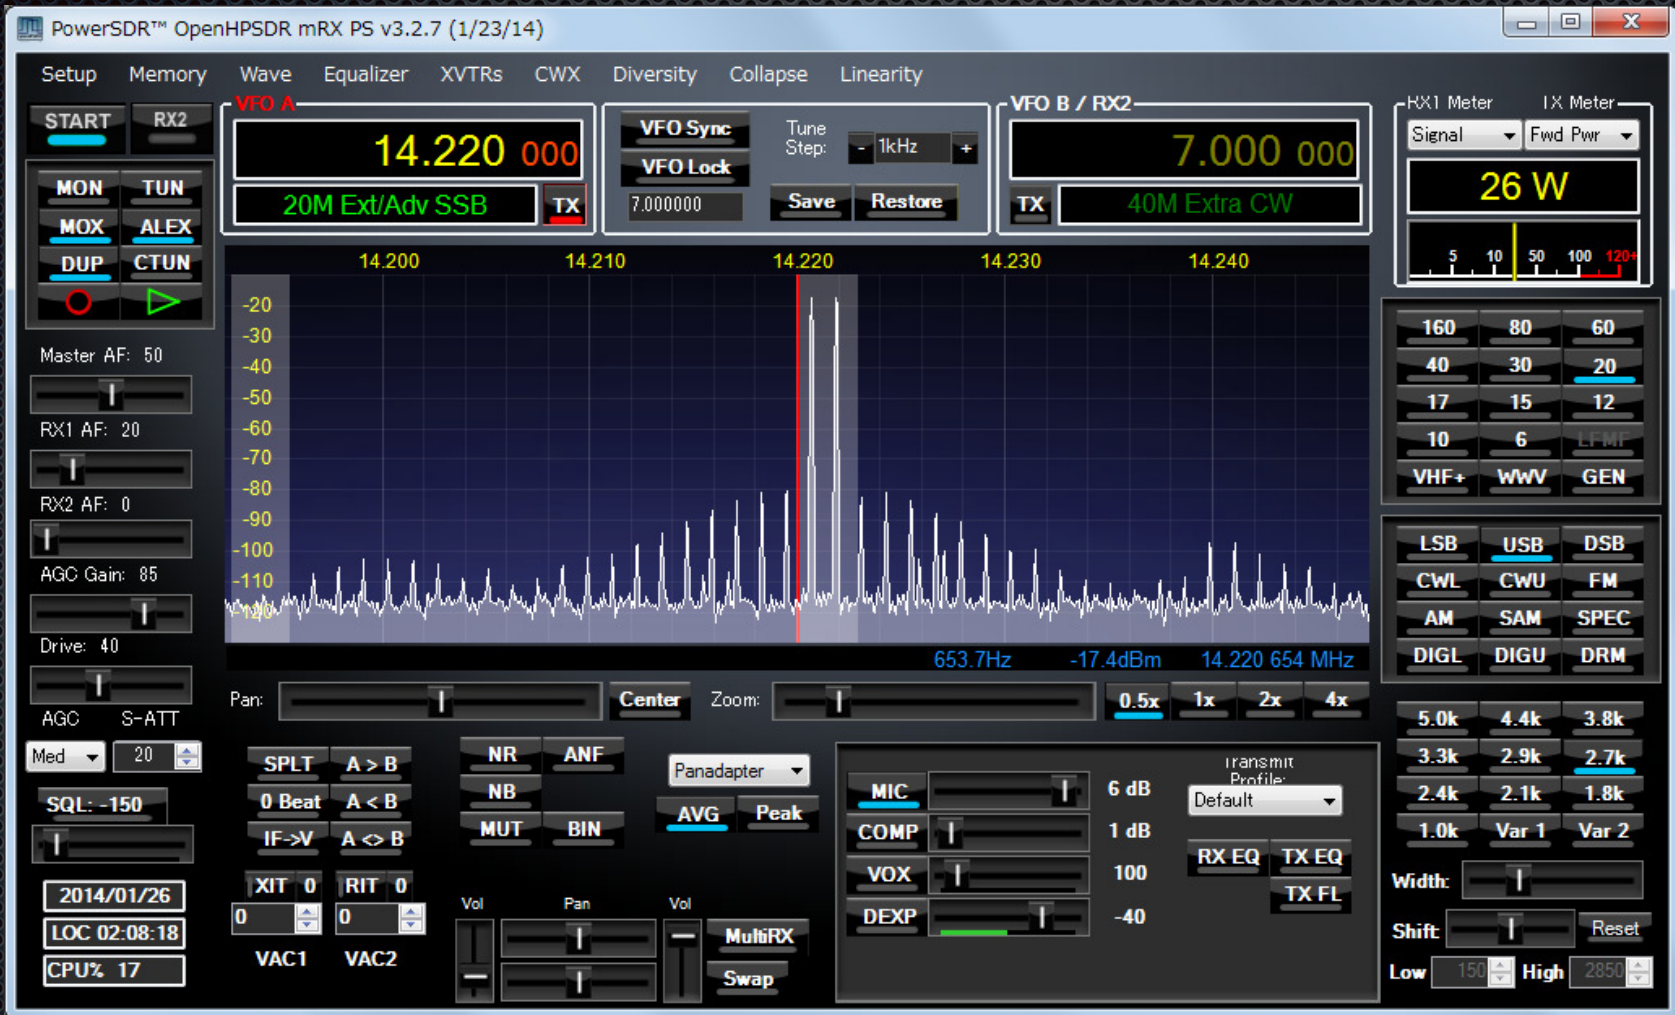 PowerSDR™ OpenHPSDR mRX PS v3.2.7 (1/23/14)
Setup Memory Wave Equalizer XVTRs CWX Diversity Collapse Linearity
START RX2
MON TUN
MOX ALEX
DUP CTUN
VFO A
14.220 000
20M Ext/Adv SSB TX
VFO Sync
VFO Lock
7.000000
Tune
Step:
- 1kHz +
Save Restore
VFO B / RX2
7.000 000
TX 40M Extra CW
RX1 Meter TX Meter
Signal Fwd Pwr
26 W
5 10 50 100 120+
Master AF: 50
RX1 AF: 20
RX2 AF: 0
AGC Gain: 85
Drive: 40
AGC S-ATT
Med 20
SQL: -150
2014/01/26
LOC 02:08:18
CPU% 17
14.200 14.210 14.220 14.230 14.240
-20
-30
-40
-50
-60
-70
-80
-90
-100
-110
-120
653.7Hz -17.4dBm 14.220 654 MHz
Pan: Center Zoom: 0.5x 1x 2x 4x
160 80 60
40 30 20
17 15 12
10 6 LFMF
VHF+ WWV GEN
LSB USB DSB
CWL CWU FM
AM SAM SPEC
DIGL DIGU DRM
5.0k 4.4k 3.8k
3.3k 2.9k 2.7k
2.4k 2.1k 1.8k
1.0k Var 1 Var 2
Width:
Shift: Reset
Low 150 High 2850
SPLT A > B
0 Beat A < B
IF->V A <> B
XIT 0 RIT 0
0 0
VAC1 VAC2
NR ANF
NB
MUT BIN
Panadapter
AVG Peak
Vol Pan Vol
MultiRX
Swap
MIC 6 dB
COMP 1 dB
VOX 100
DEXP -40
Transmit
Profile:
Default
RX EQ TX EQ
TX FL